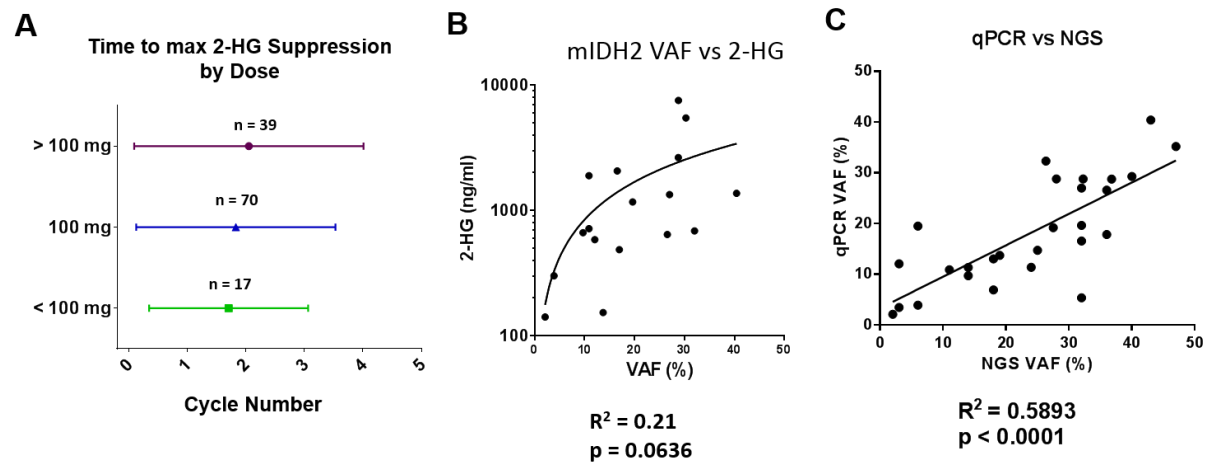 A
Time to max 2-HG Suppression
by Dose
> 100 mg
100 mg
< 100 mg
n = 39
n = 70
n = 17
0 1 2 3 4 5
Cycle Number
B
mIDH2 VAF vs 2-HG
10000
1000
100
2-HG (ng/ml)
0 10 20 30 40 50
VAF (%)
R² = 0.21
p = 0.0636
C
qPCR vs NGS
50
40
30
20
10
0
qPCR VAF (%)
0 10 20 30 40 50
NGS VAF (%)
R² = 0.5893
p < 0.0001